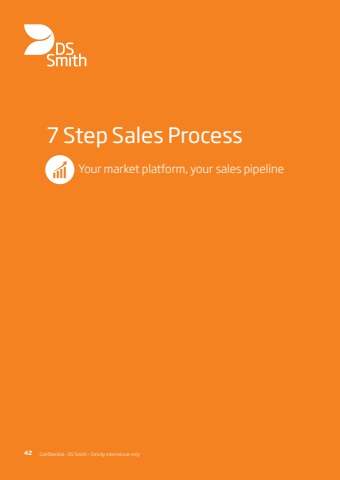 DS
Smith
7 Step Sales Process
Your market platform, your sales pipeline
42 Confidential - DS Smith - Strictly internal use only